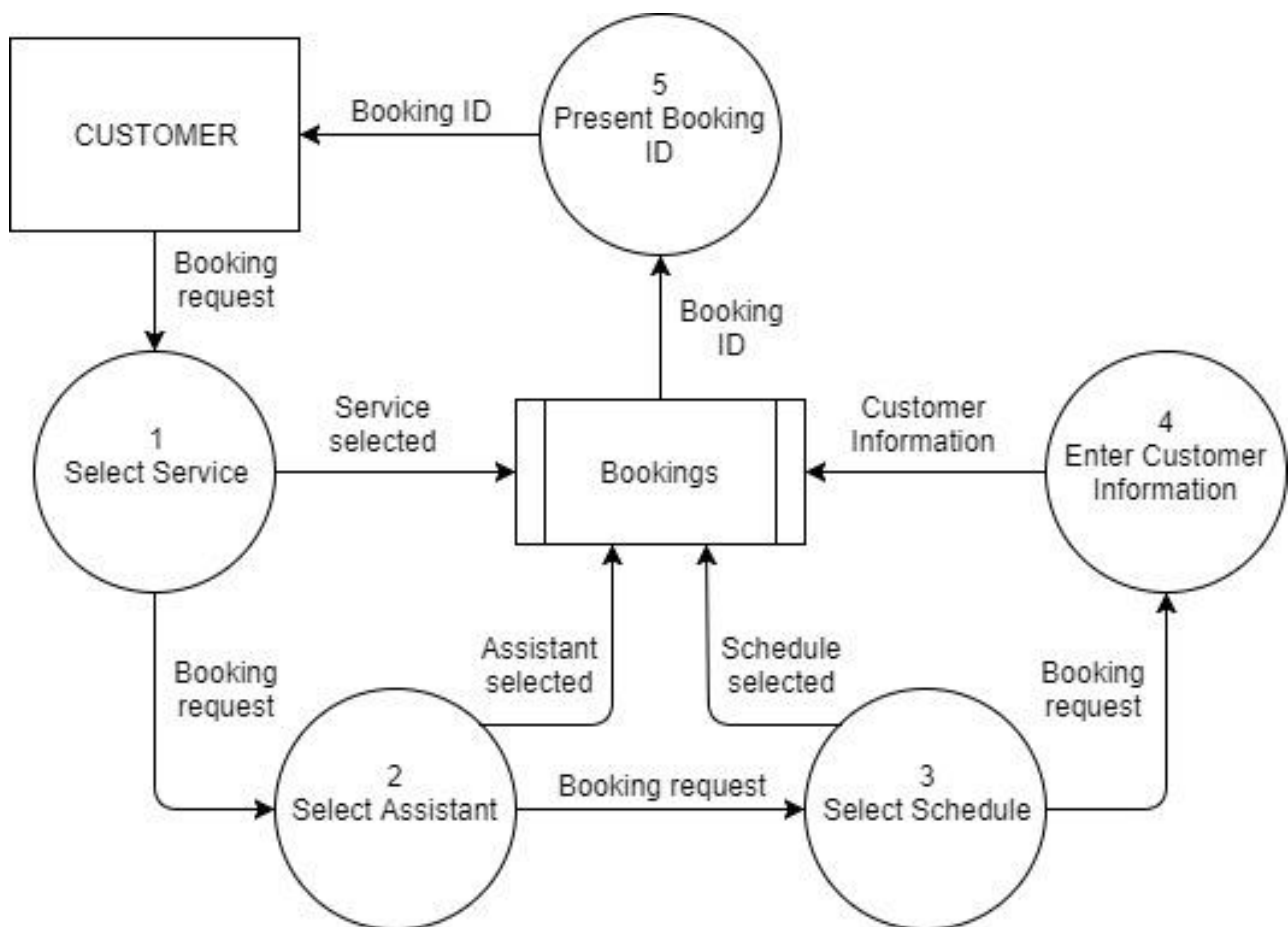 CUSTOMER
Booking ID
5
Present Booking
ID
Booking
request
Booking
ID
1
Select Service
Service
selected
Bookings
Customer
Information
4
Enter Customer
Information
Booking
request
Assistant
selected
Schedule
selected
Booking
request
2
Select Assistant
Booking request
3
Select Schedule